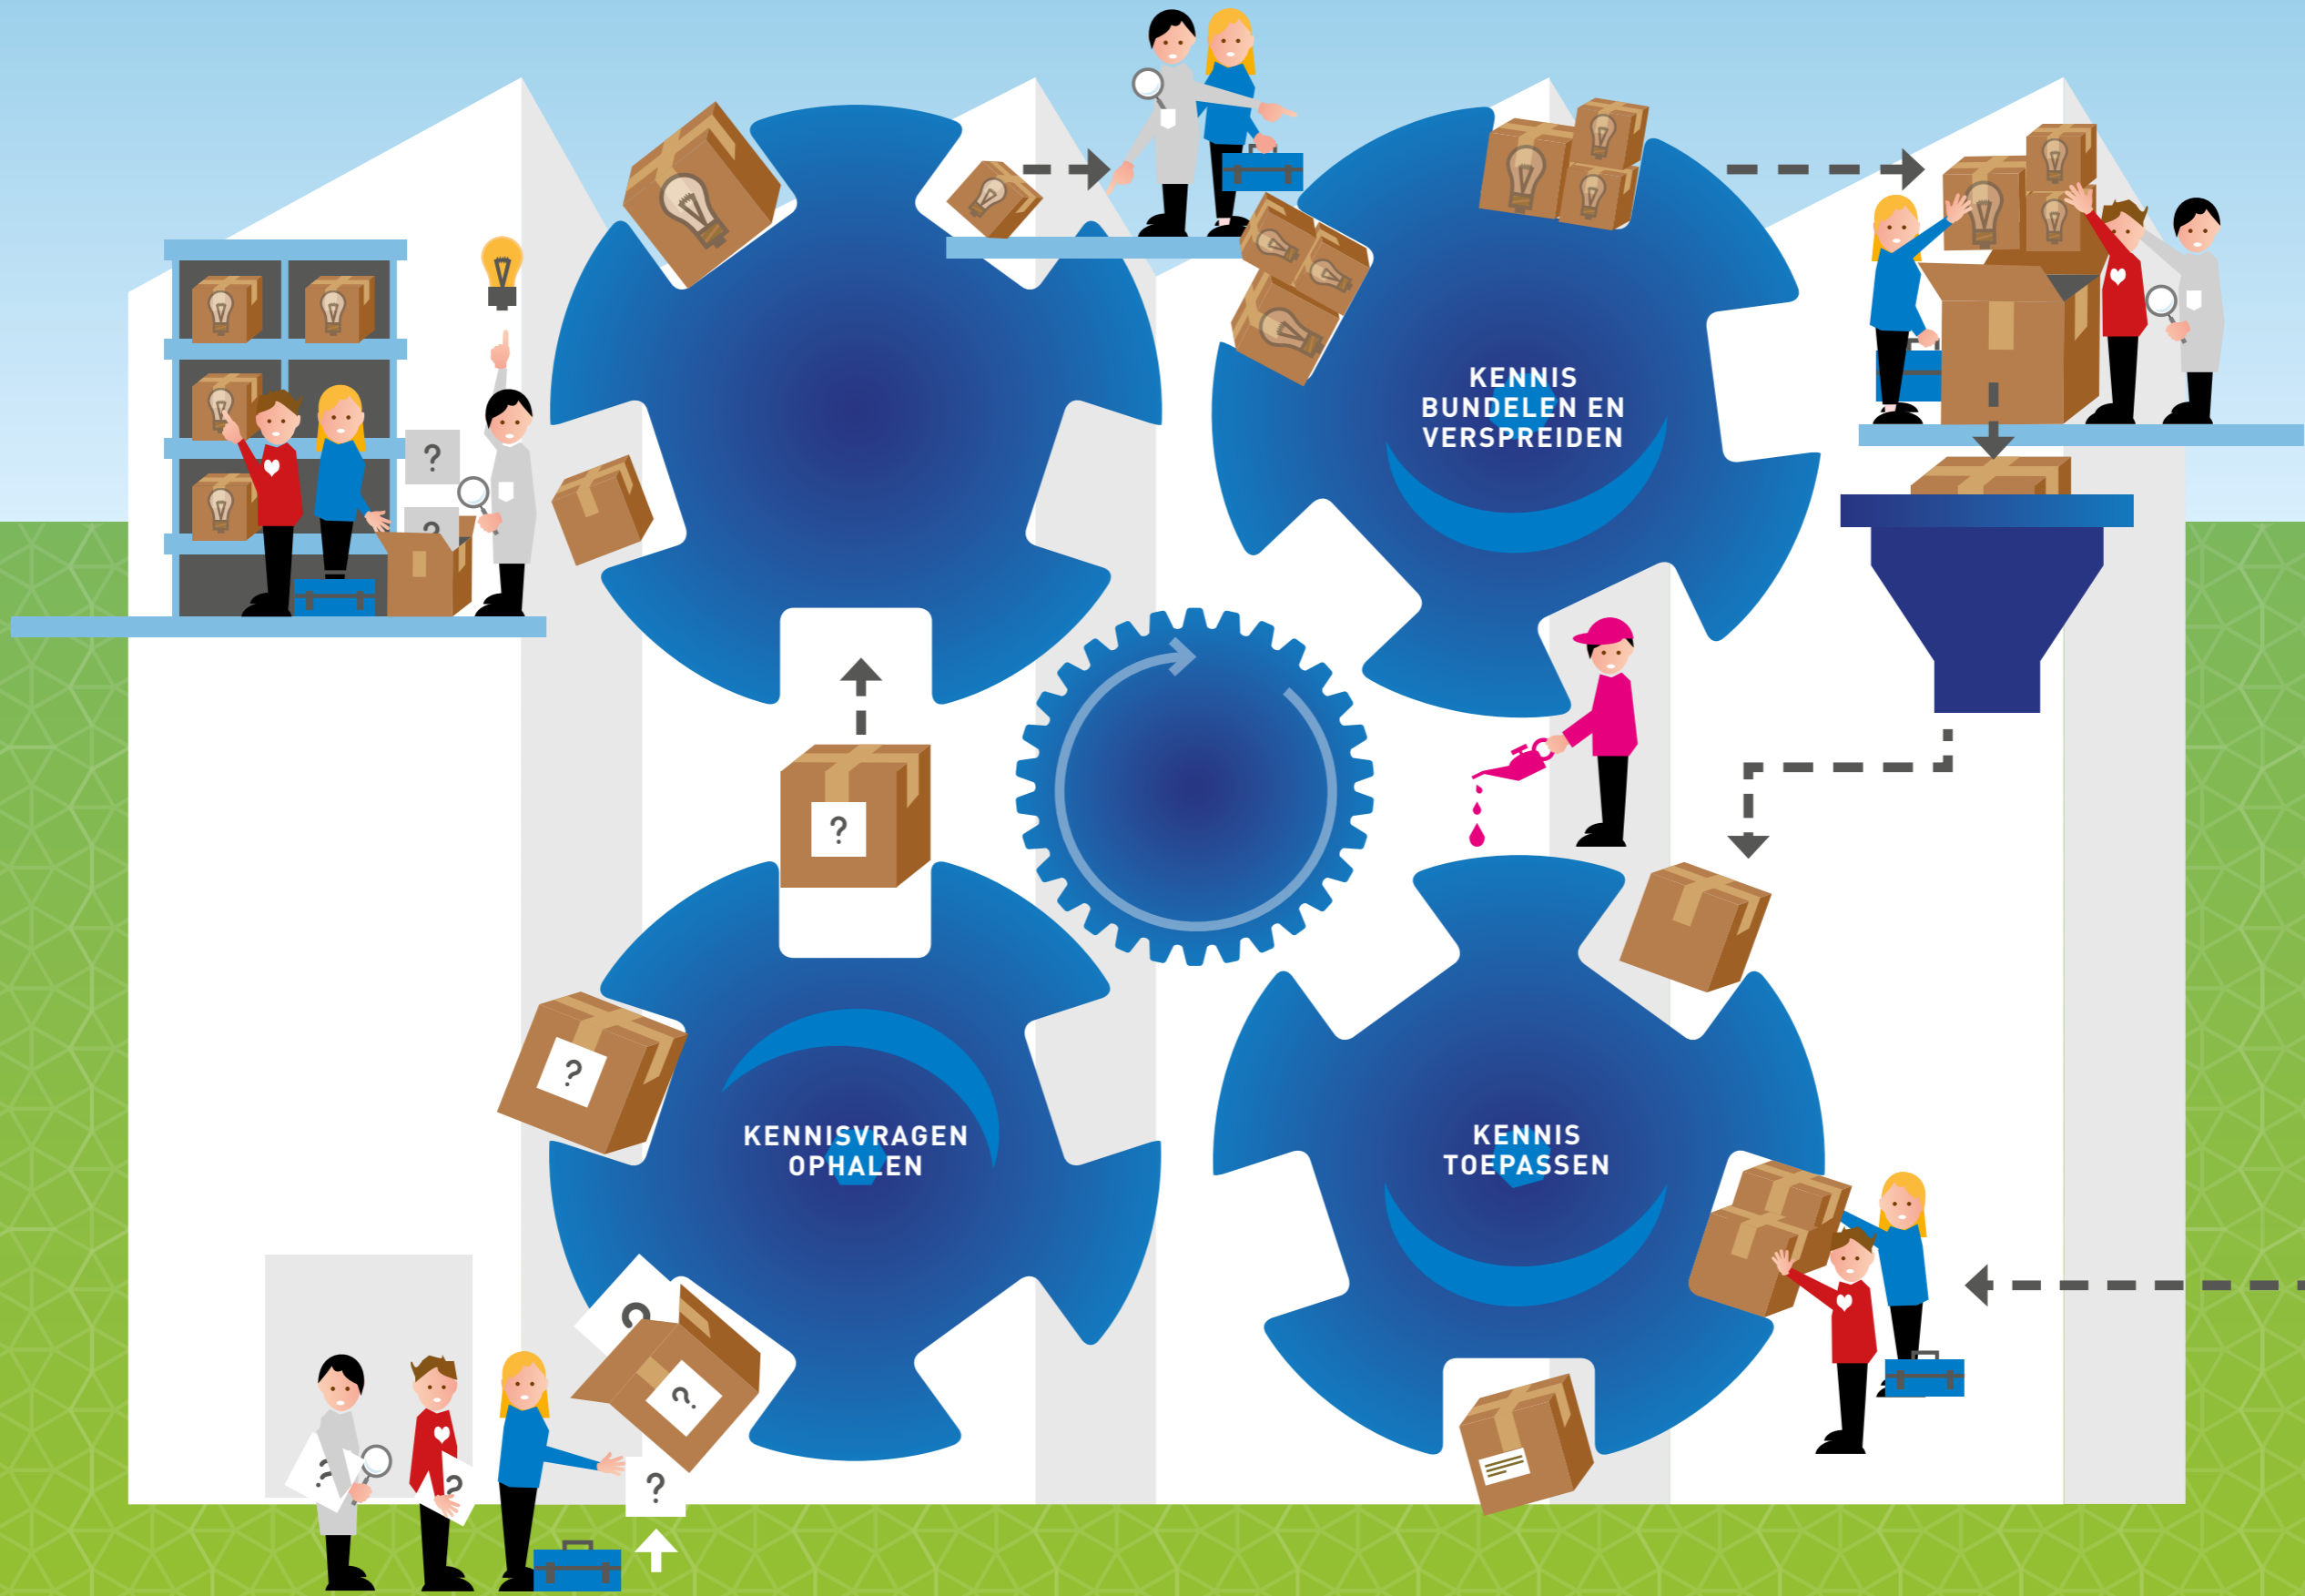 KENNIS
BUNDELEN EN
VERSPREIDEN
?
?
?
?
KENNISVRAGEN
OPHALEN
KENNIS
TOEPASSEN
?
?
?
?
?